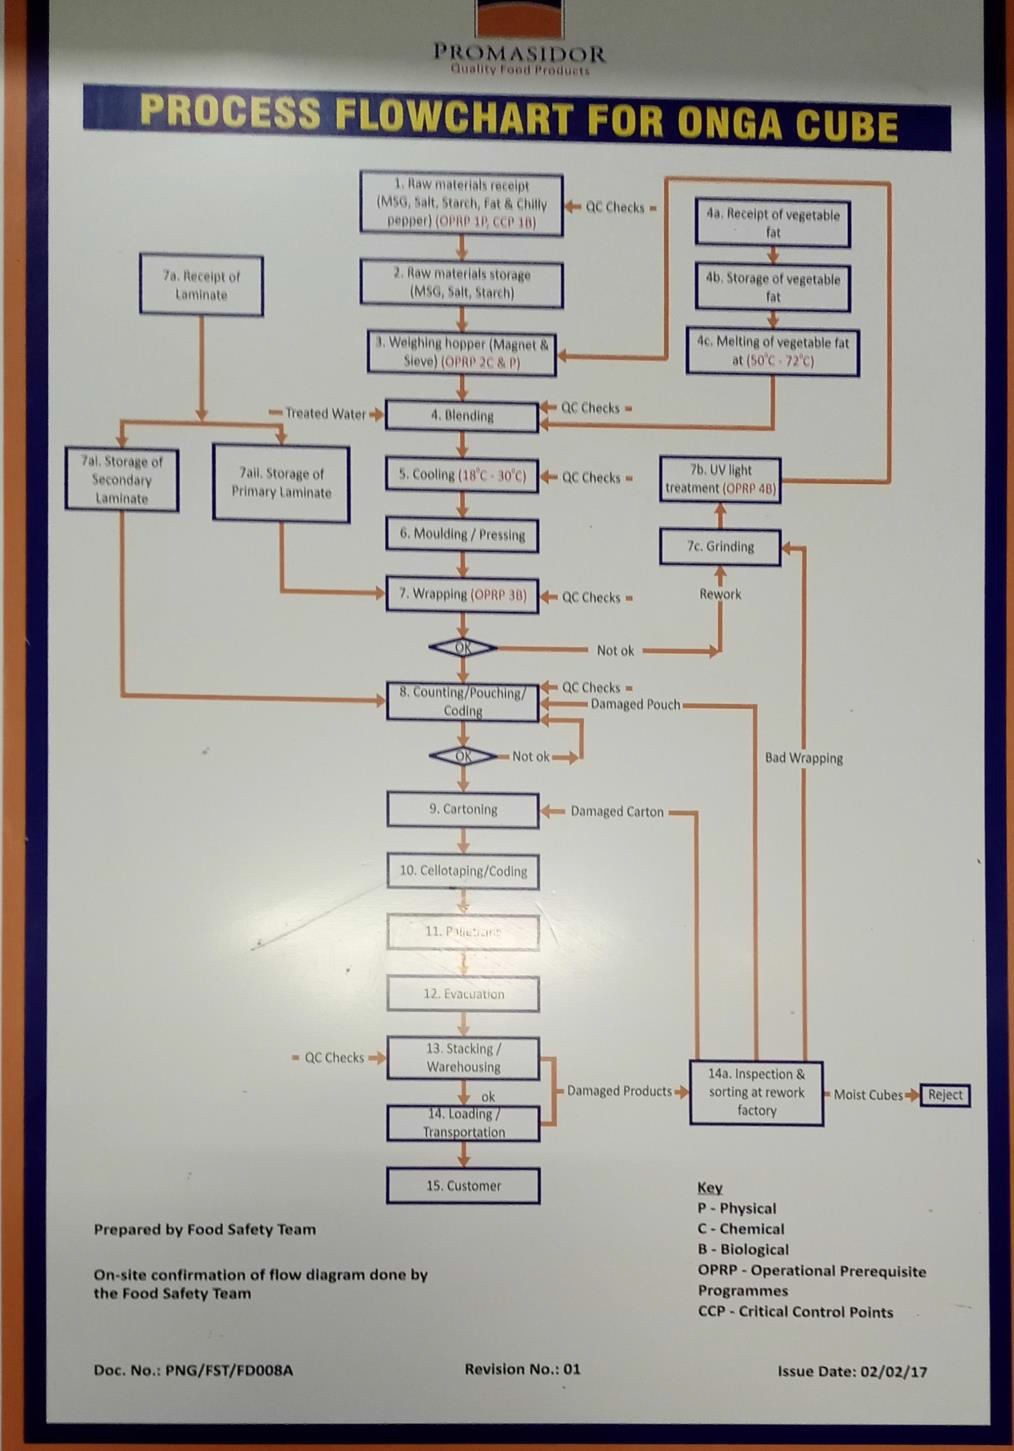 PROMASIDOR
Quality Food Products
PROCESS FLOWCHART FOR ONGA CUBE
1. Raw materials receipt
(MSG, Salt, Starch, Fat & Chilly
pepper) (OPRP 1P, CCP 1B)
QC Checks
4a. Receipt of vegetable
fat
7a. Receipt of
Laminate
2. Raw materials storage
(MSG, Salt, Starch)
4b. Storage of vegetable
fat
3. Weighing hopper (Magnet &
Sieve) (OPRP 2C & P)
4c. Melting of vegetable fat
at (50°C - 72°C)
Treated Water
4. Blending
QC Checks
7ai. Storage of
Secondary
Laminate
7aii. Storage of
Primary Laminate
5. Cooling (18°C - 30°C)
QC Checks
7b. UV light
treatment (OPRP 4B)
6. Moulding / Pressing
7c. Grinding
7. Wrapping (OPRP 3B)
QC Checks
Rework
OK
Not ok
8. Counting/Pouching/
Coding
QC Checks
Damaged Pouch
OK
Not ok
Bad Wrapping
9. Cartoning
Damaged Carton
10. Cellotaping/Coding
11.
12. Evacuation
QC Checks
13. Stacking /
Warehousing
ok
14. Loading /
Transportation
Damaged Products
14a. Inspection &
sorting at rework
factory
Moist Cubes
Reject
15. Customer
Key
P - Physical
C - Chemical
B - Biological
OPRP - Operational Prerequisite
Programmes
CCP - Critical Control Points
Prepared by Food Safety Team
On-site confirmation of flow diagram done by
the Food Safety Team
Doc. No.: PNG/FST/FD008A
Revision No.: 01
Issue Date: 02/02/17